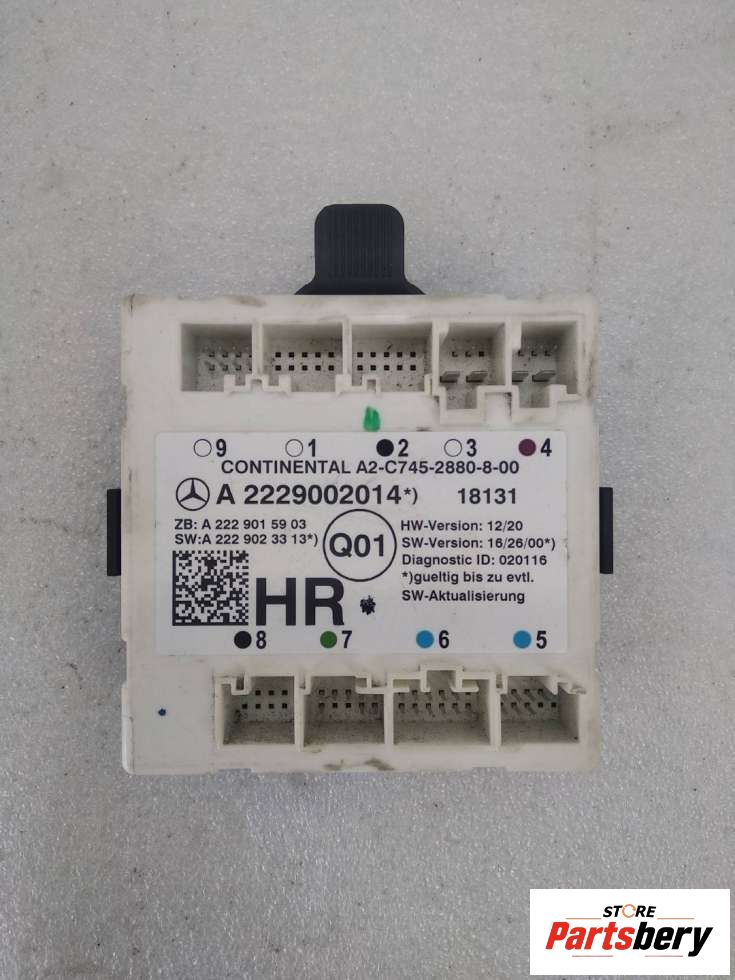 9 1 2 3 4
CONTINENTAL A2-C745-2880-8-00
A 2229002014*) 18131
ZB: A 222 901 59 03
SW:A 222 902 33 13*)
Q01
HW-Version: 12/20
SW-Version: 16/26/00*)
Diagnostic ID: 020116
*)gueltig bis zu evtl.
SW-Aktualisierung
HR
8 7 6 5
STORE
Partsbery